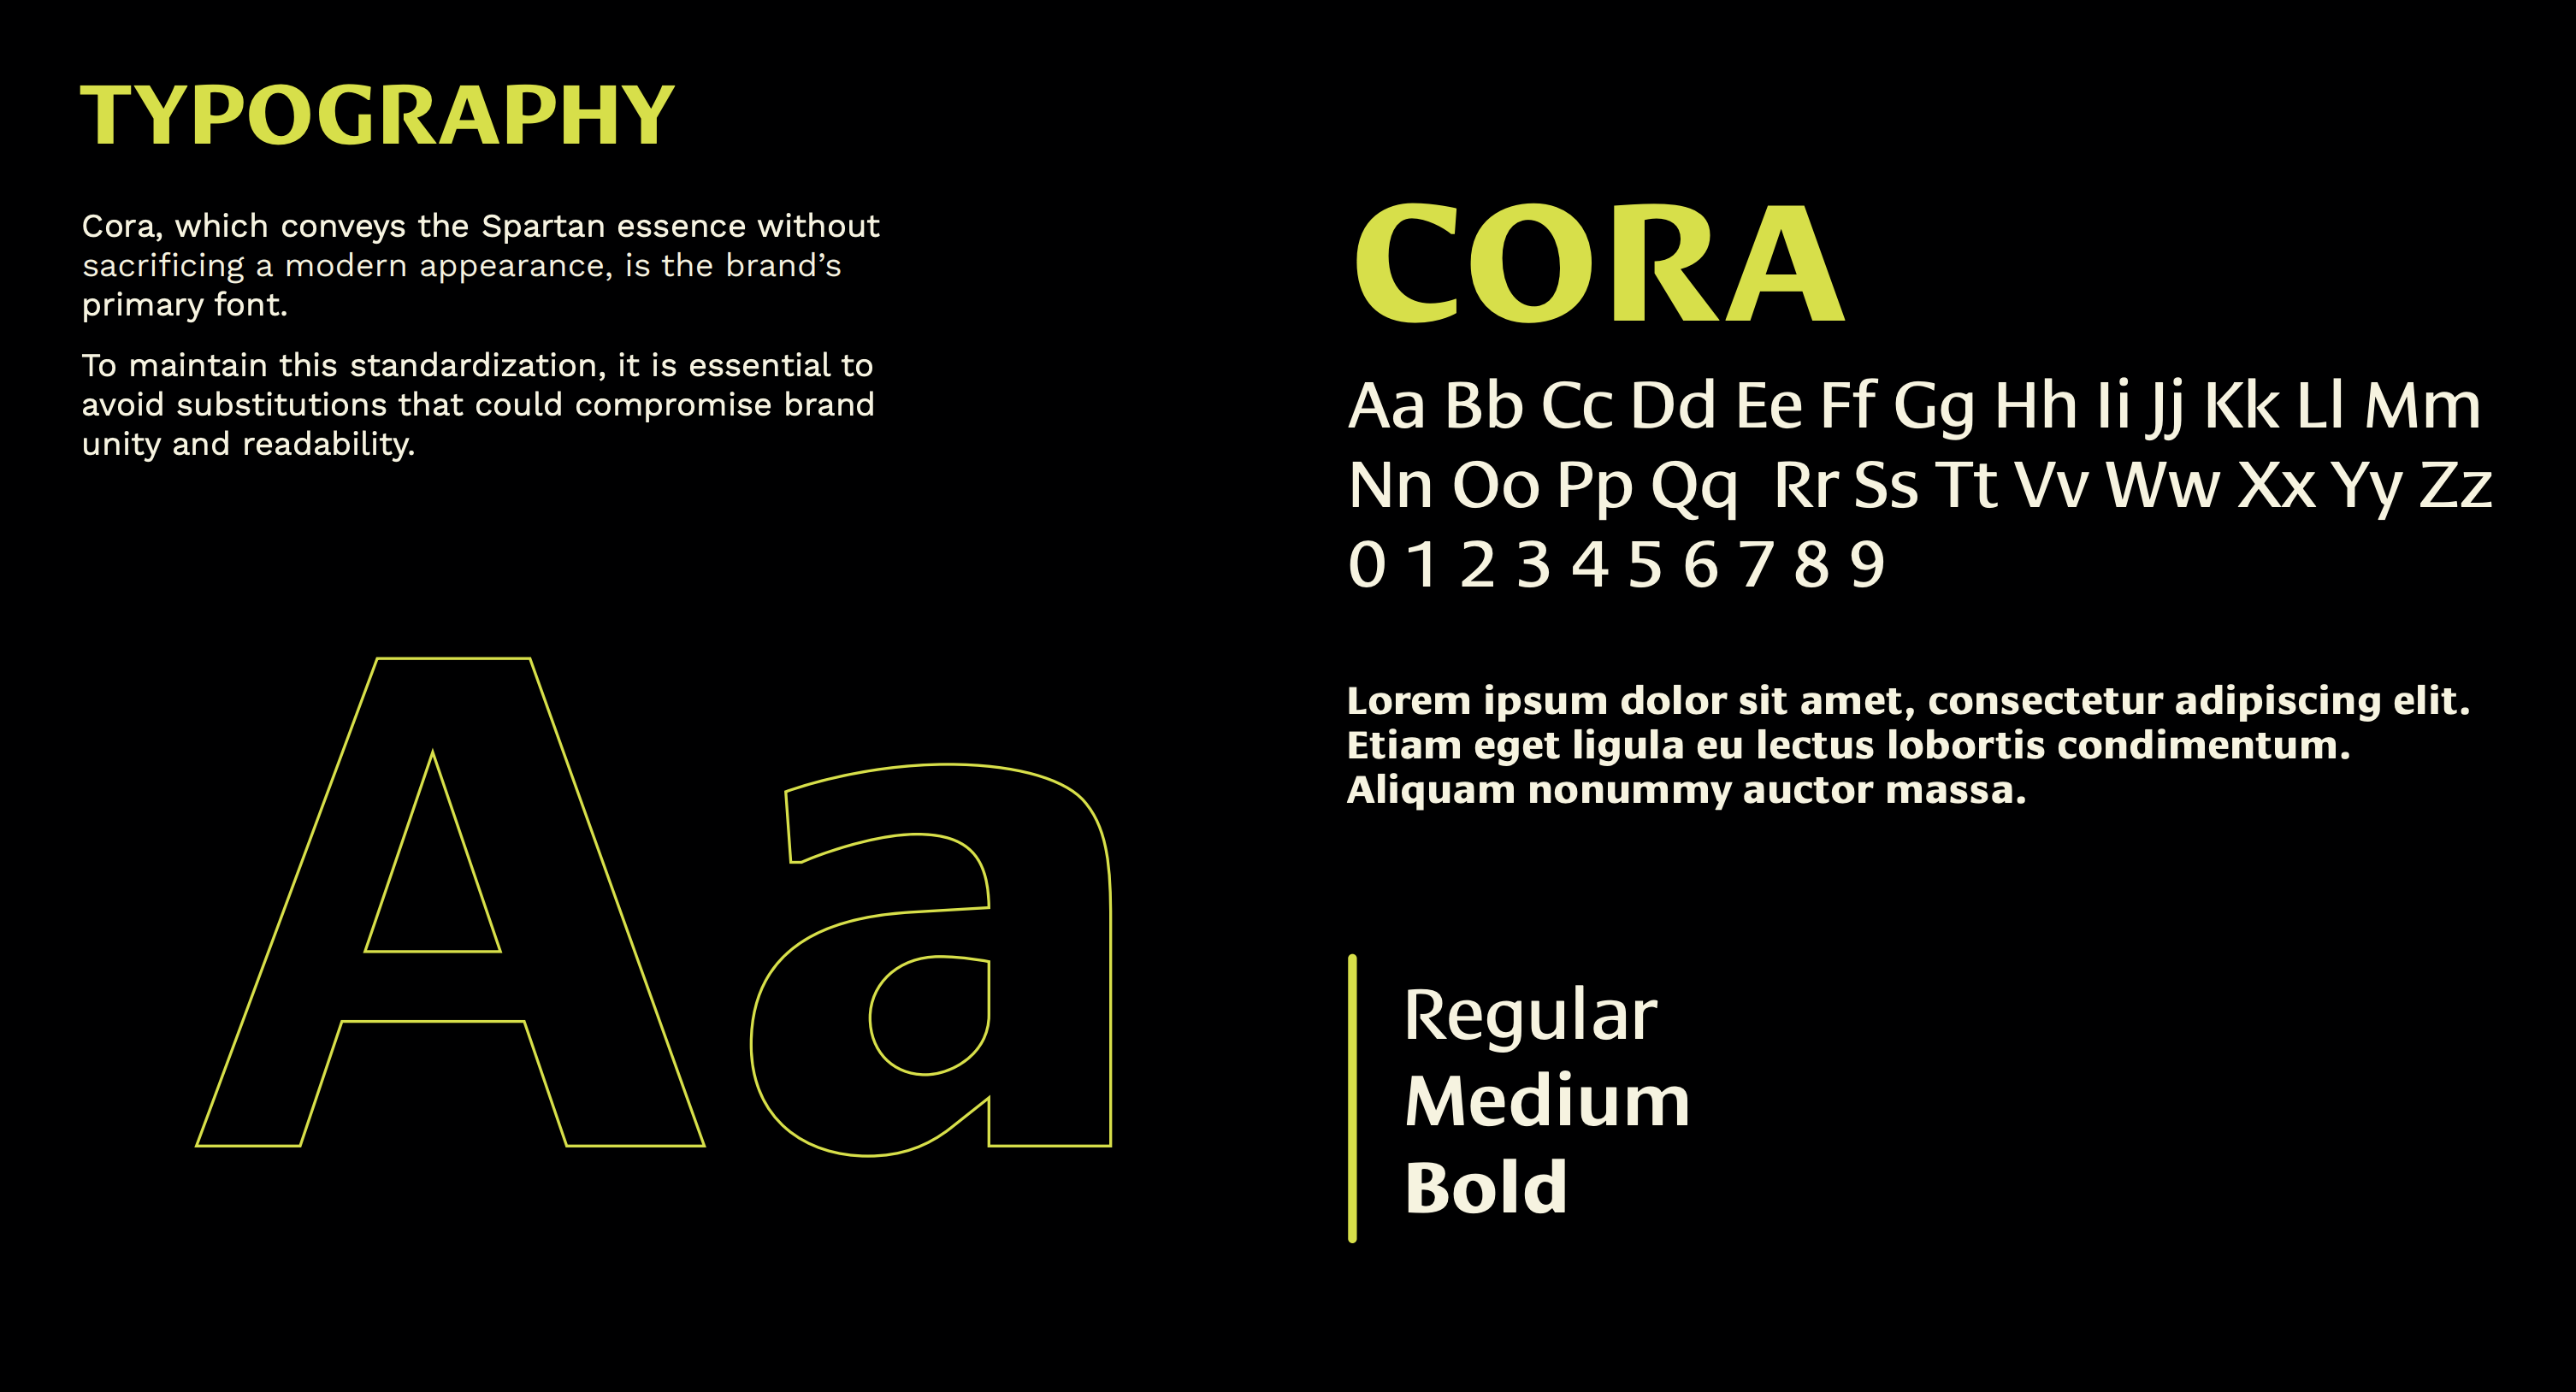 TYPOGRAPHY
Cora, which conveys the Spartan essence without
sacrificing a modern appearance, is the brand’s
primary font.
To maintain this standardization, it is essential to
avoid substitutions that could compromise brand
unity and readability.
Aa
CORA
Aa Bb Cc Dd Ee Ff Gg Hh Ii Jj Kk Ll Mm
Nn Oo Pp Qq Rr Ss Tt Vv Ww Xx Yy Zz
0 1 2 3 4 5 6 7 8 9
Lorem ipsum dolor sit amet, consectetur adipiscing elit.
Etiam eget ligula eu lectus lobortis condimentum.
Aliquam nonummy auctor massa.
Regular
Medium
Bold